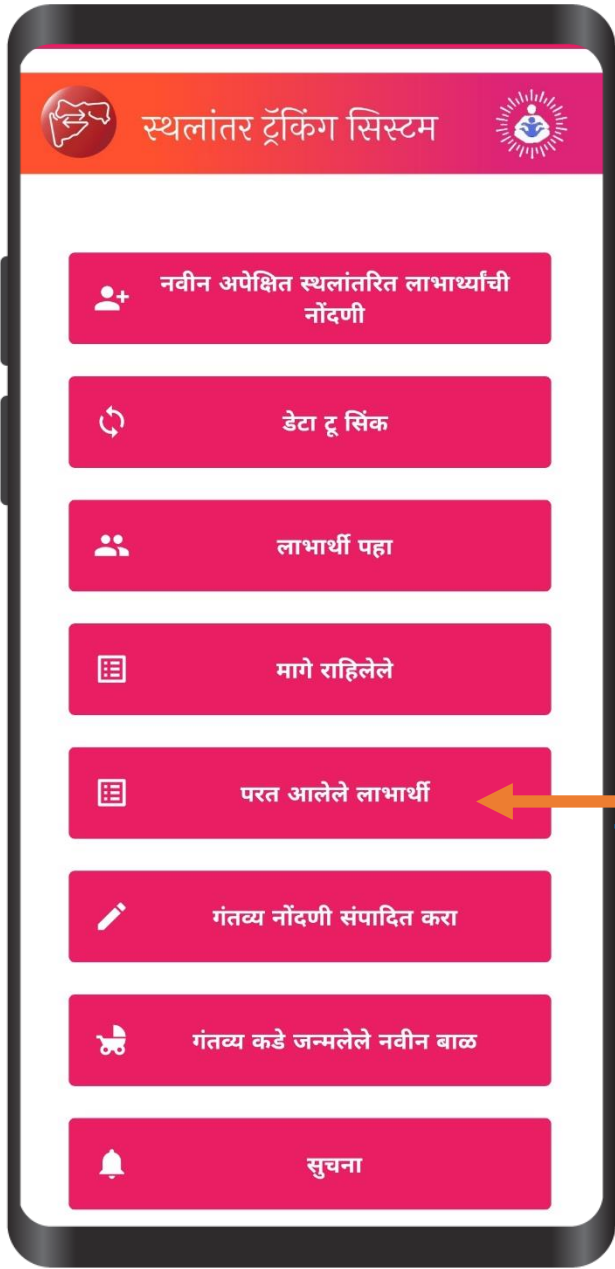 स्थलांतर ट्रॅकिंग सिस्टम
नवीन अपेक्षित स्थलांतरित लाभार्थ्यांची
नोंदणी
डेटा टू सिंक
लाभार्थी पहा
मागे राहिलेले
परत आलेले लाभार्थी
गंतव्य नोंदणी संपादित करा
गंतव्य कडे जन्मलेले नवीन बाळ
सुचना